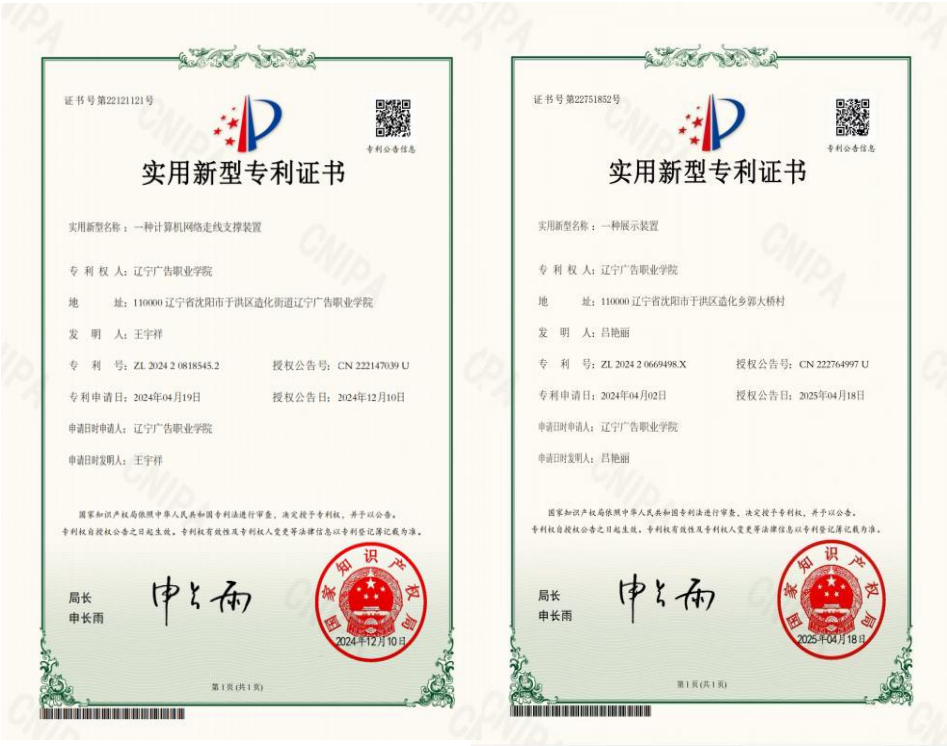 证书号第22121121号
专利公告信息
实用新型专利证书
实用新型名称：一种计算机网络走线支撑装置
专利权人：辽宁广告职业学院
地址：110000 辽宁省沈阳市于洪区造化街道辽宁广告职业学院
发明人：王宇祥
专利号：ZL 2024 2 0818545.2 授权公告号：CN 222147039 U
专利申请日：2024年04月19日 授权公告日：2024年12月10日
申请日时申请人：辽宁广告职业学院
申请日时发明人：王宇祥
国家知识产权局依照中华人民共和国专利法进行审查，决定授予专利权，并予以公告。
专利权自授权公告之日起生效。专利权有效性及专利权人变更等法律信息以专利登记簿记载为准。
局长
申长雨
申长雨
国家知识产权局
2024年12月10日
第1页(共1页)
证书号第22751852号
专利公告信息
实用新型专利证书
实用新型名称：一种展示装置
专利权人：辽宁广告职业学院
地址：110000 辽宁省沈阳市于洪区造化乡郭大桥村
发明人：吕艳丽
专利号：ZL 2024 2 0669498.X 授权公告号：CN 222764997 U
专利申请日：2024年04月02日 授权公告日：2025年04月18日
申请日时申请人：辽宁广告职业学院
申请日时发明人：吕艳丽
国家知识产权局依照中华人民共和国专利法进行审查，决定授予专利权，并予以公告。
专利权自授权公告之日起生效。专利权有效性及专利权人变更等法律信息以专利登记簿记载为准。
局长
申长雨
申长雨
国家知识产权局
2025年04月18日
第1页(共1页)
CNIPA